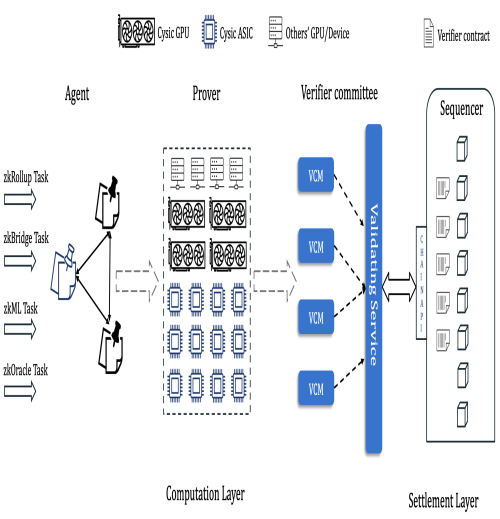 Cysic GPU
Cysic ASIC
Others' GPU/Device
Verifier contract
Agent
Prover
Verifier committee
Sequencer
zkRollup Task
zkBridge Task
zkML Task
zkOracle Task
VCM
VCM
VCM
VCM
Validating Service
CHAIN API
Computation Layer
Settlement Layer